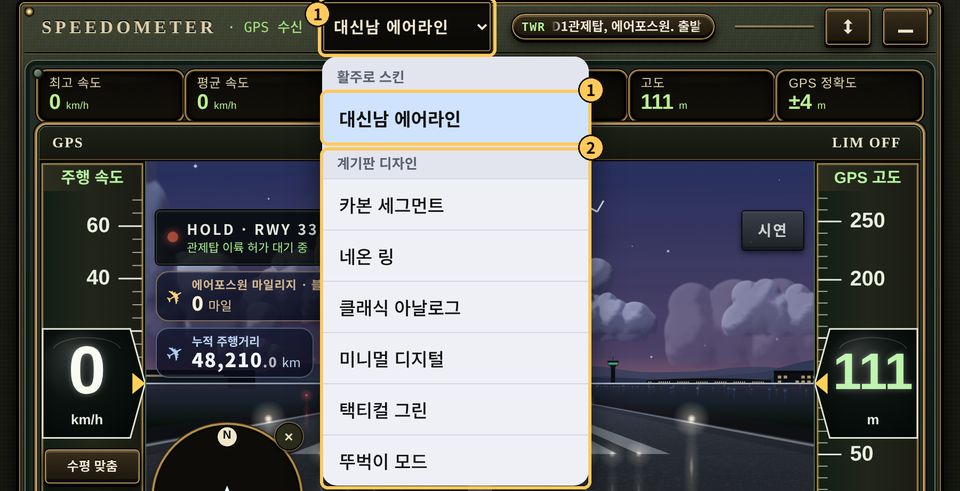 SPEEDOMETER · GPS 수신
1
대신남 에어라인
TWR D1관제탑, 에어포스원. 출발
최고 속도
0 km/h
평균 속도
0 km/h
고도
111 m
GPS 정확도
±4 m
활주로 스킨
1
대신남 에어라인
2
계기판 디자인
카본 세그먼트
네온 링
클래식 아날로그
미니멀 디지털
택티컬 그린
뚜벅이 모드
GPS
LIM OFF
주행 속도
60
40
0
km/h
수평 맞춤
HOLD · RWY 33
관제탑 이륙 허가 대기 중
에어포스원 마일리지 ·
0 마일
누적 주행거리
48,210.0 km
N
×
시연
GPS 고도
250
200
111
m
50